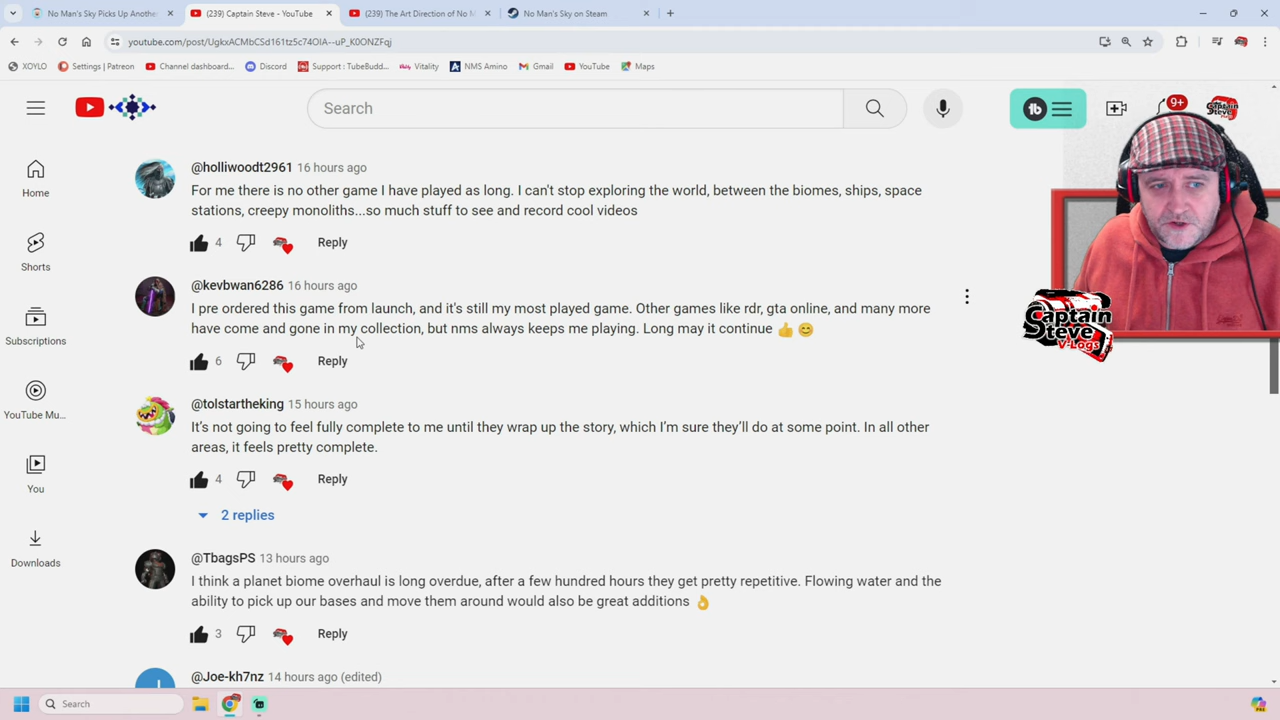 No Man's Sky Picks Up Anothe
(239) Captain Steve - YouTube
(239) The Art Direction of No M
No Man's Sky on Steam
youtube.com/post/UgkxACMbCSd161tz5c74OIA--uP_K0ONZFqj
XOYLO
Settings | Patreon
Channel dashboard...
Discord
Support : TubeBudd...
Vitality
NMS Amino
Gmail
YouTube
Maps
Search
9+
Captain
Steve
Home
Shorts
Subscriptions
YouTube Mu...
You
Downloads
@holliwoodt2961 16 hours ago
For me there is no other game I have played as long. I can't stop exploring the world, between the biomes, ships, space
stations, creepy monoliths...so much stuff to see and record cool videos
4 Reply
@kevbwan6286 16 hours ago
I pre ordered this game from launch, and it's still my most played game. Other games like rdr, gta online, and many more
have come and gone in my collection, but nms always keeps me playing. Long may it continue 👍 😊
6 Reply
@tolstartheking 15 hours ago
It's not going to feel fully complete to me until they wrap up the story, which I'm sure they'll do at some point. In all other
areas, it feels pretty complete.
4 Reply
2 replies
@TbagsPS 13 hours ago
I think a planet biome overhaul is long overdue, after a few hundred hours they get pretty repetitive. Flowing water and the
ability to pick up our bases and move them around would also be great additions 👌
3 Reply
@Joe-kh7nz 14 hours ago (edited)
Captain
Steve
V-Logs
Search